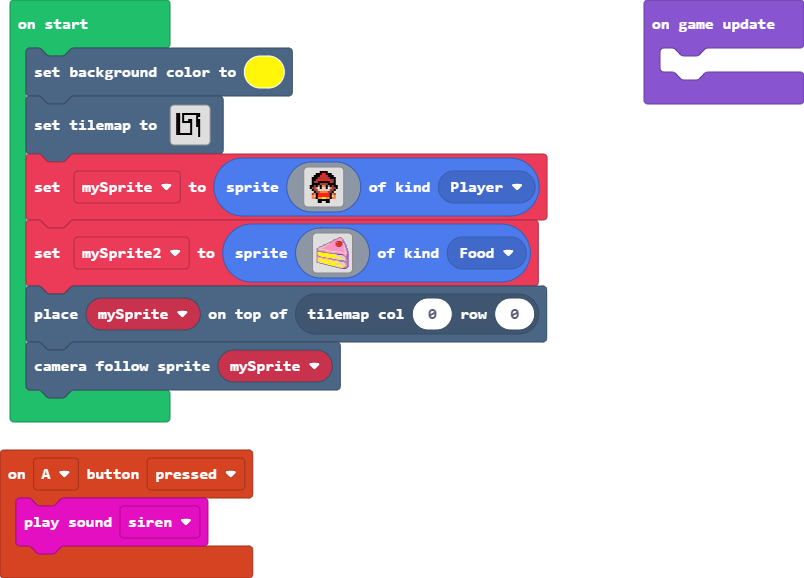 on start
set background color to
set tilemap to
set mySprite to sprite of kind Player
set mySprite2 to sprite of kind Food
place mySprite on top of tilemap col 0 row 0
camera follow sprite mySprite
on A button pressed
play sound siren
on game update